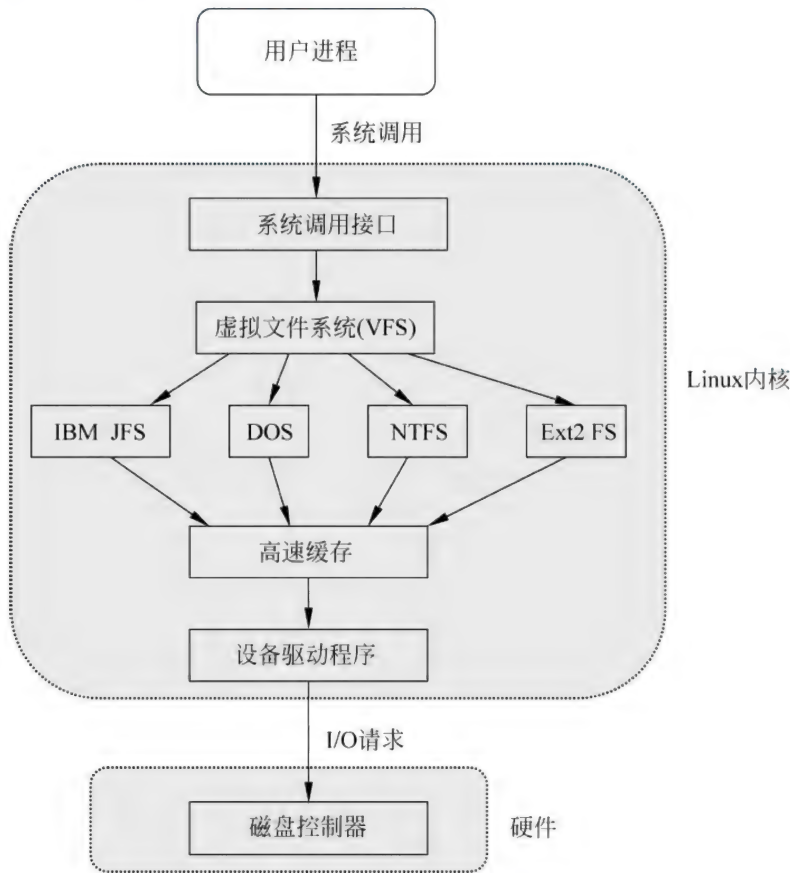 用户进程
系统调用
系统调用接口
虚拟文件系统(VFS)
Linux内核
IBM JFS
DOS
NTFS
Ext2 FS
高速缓存
设备驱动程序
I/O请求
磁盘控制器
硬件